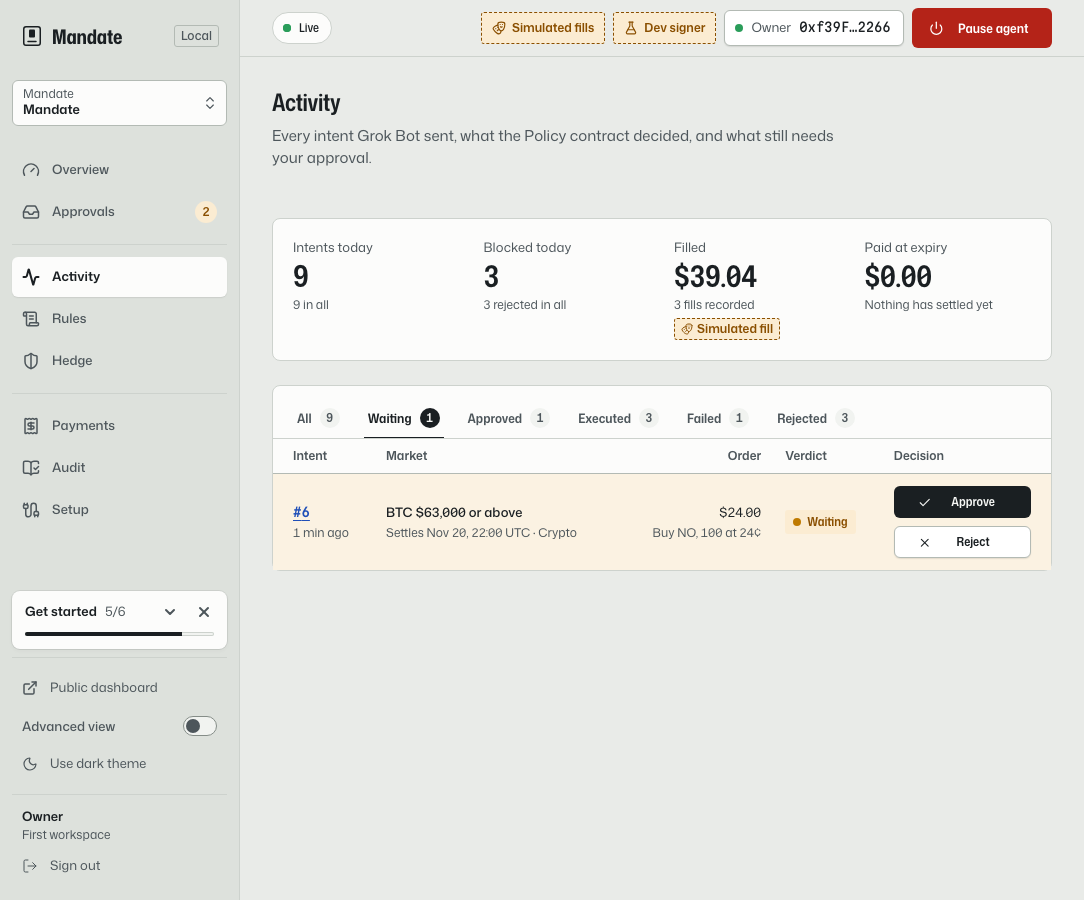 Mandate
Local
Mandate
Mandate
Overview
Approvals 2
Activity
Rules
Hedge
Payments
Audit
Setup
Get started 5/6
Public dashboard
Advanced view
Use dark theme
Owner
First workspace
Sign out
Live
Simulated fills
Dev signer
Owner 0xf39F…2266
Pause agent
Activity
Every intent Grok Bot sent, what the Policy contract decided, and what still needs
your approval.
Intents today
9
9 in all
Blocked today
3
3 rejected in all
Filled
$39.04
3 fills recorded
Simulated fill
Paid at expiry
$0.00
Nothing has settled yet
All 9 Waiting 1 Approved 1 Executed 3 Failed 1 Rejected 3
Intent Market Order Verdict Decision
#6
1 min ago
BTC $63,000 or above
Settles Nov 20, 22:00 UTC · Crypto
$24.00
Buy NO, 100 at 24¢
Waiting
Approve
Reject